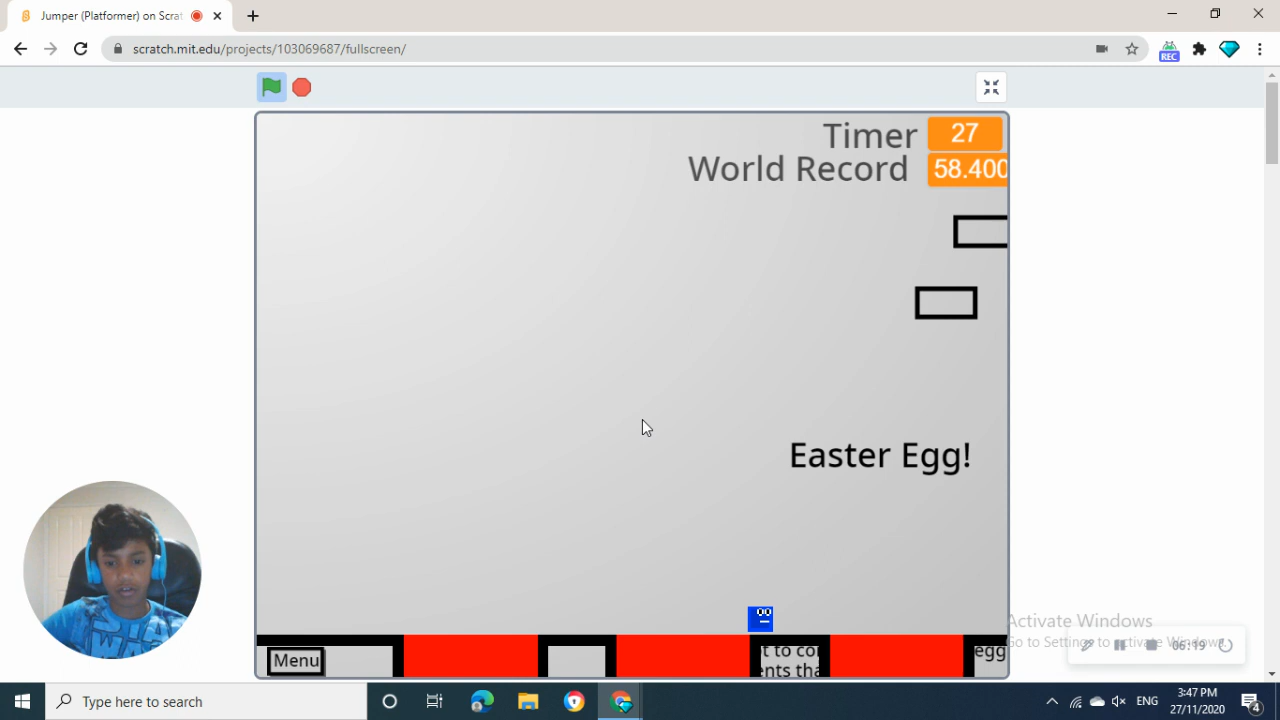 Jumper (Platformer) on Scrat
scratch.mit.edu/projects/103069687/fullscreen/
REC
Timer 27
World Record 58.400
Easter Egg!
Menu
t to co
nts tha
egg
Activate Windows
Go to Settings to activate Windows.
06:19
Type here to search
ENG
3:47 PM
27/11/2020
4